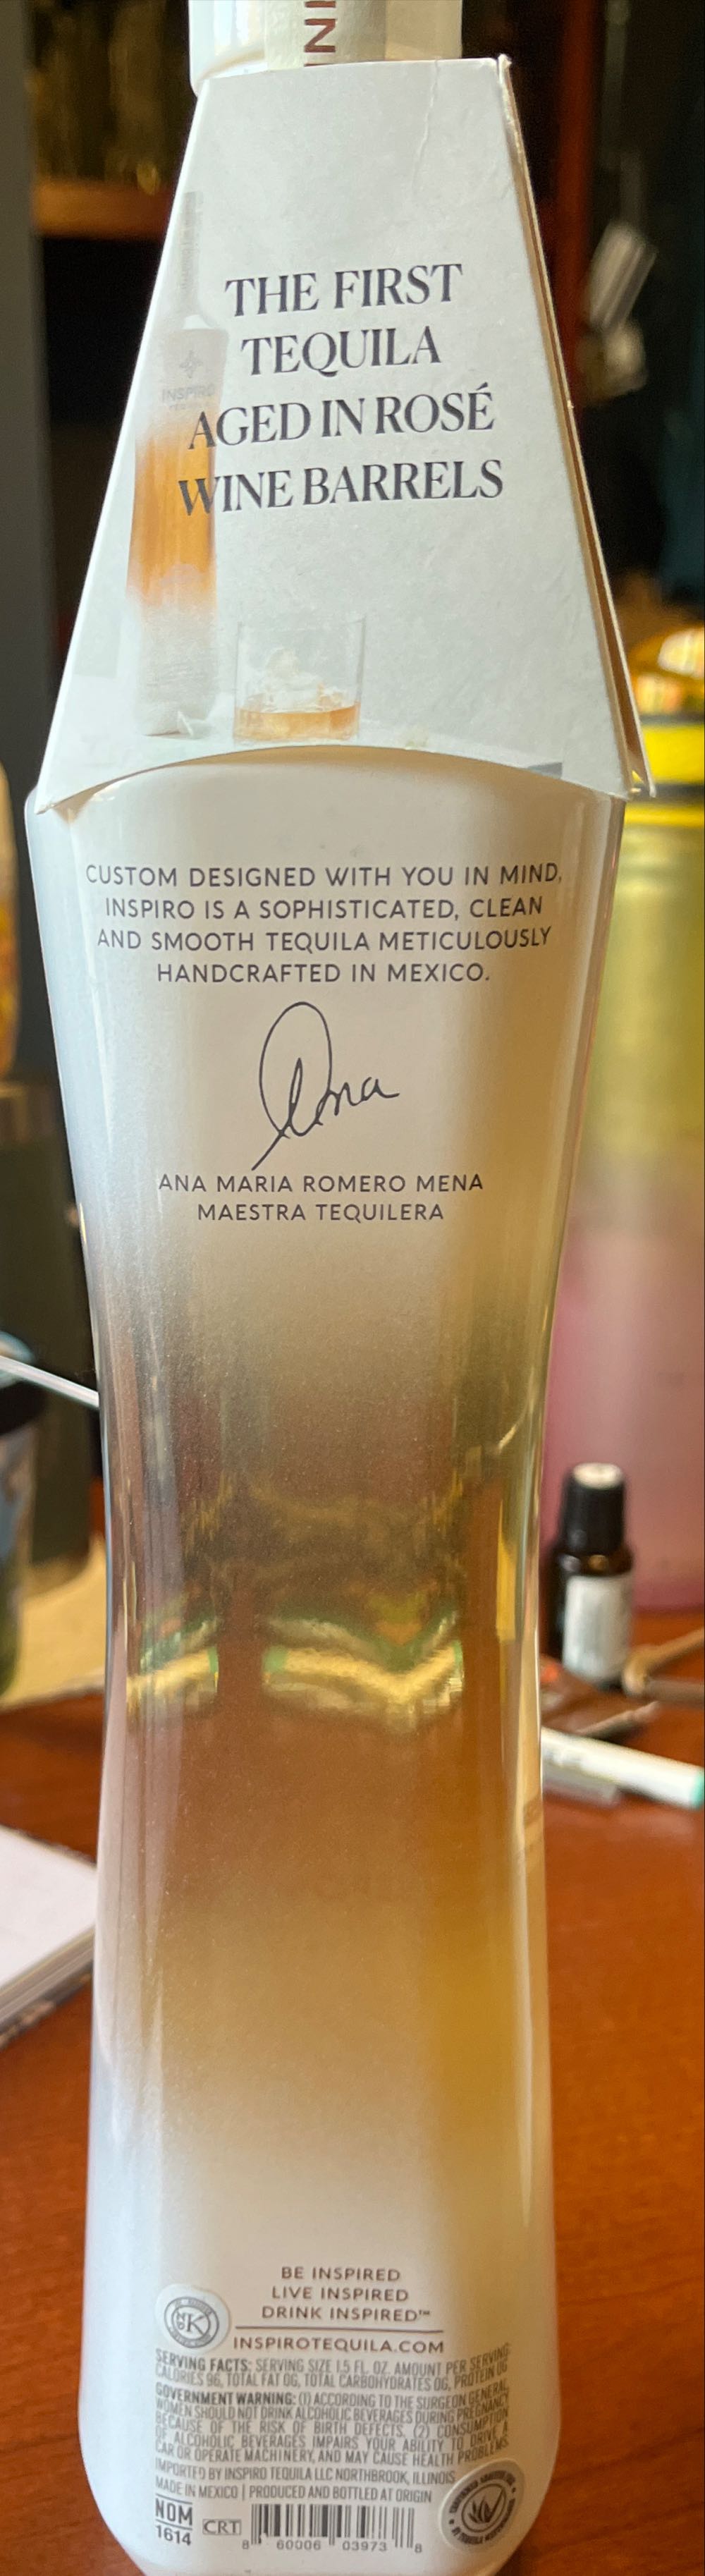 INI
THE FIRST
TEQUILA
AGED IN ROSÉ
WINE BARRELS
INSPIRO
CUSTOM DESIGNED WITH YOU IN MIND,
INSPIRO IS A SOPHISTICATED, CLEAN
AND SMOOTH TEQUILA METICULOUSLY
HANDCRAFTED IN MEXICO.
Ana
ANA MARIA ROMERO MENA
MAESTRA TEQUILERA
BE INSPIRED
LIVE INSPIRED
DRINK INSPIRED™
INSPIROTEQUILA.COM
K
SERVING FACTS: SERVING SIZE 1.5 FL. OZ. AMOUNT PER SERVING:
CALORIES 96, TOTAL FAT 0G, TOTAL CARBOHYDRATES 0G, PROTEIN 0G
GOVERNMENT WARNING: (1) ACCORDING TO THE SURGEON GENERAL,
WOMEN SHOULD NOT DRINK ALCOHOLIC BEVERAGES DURING PREGNANCY
BECAUSE OF THE RISK OF BIRTH DEFECTS. (2) CONSUMPTION
OF ALCOHOLIC BEVERAGES IMPAIRS YOUR ABILITY TO DRIVE A
CAR OR OPERATE MACHINERY, AND MAY CAUSE HEALTH PROBLEMS.
IMPORTED BY INSPIRO TEQUILA LLC NORTHBROOK, ILLINOIS
MADE IN MEXICO | PRODUCED AND BOTTLED AT ORIGIN
NOM
1614
CRT
8 60006 03973 8